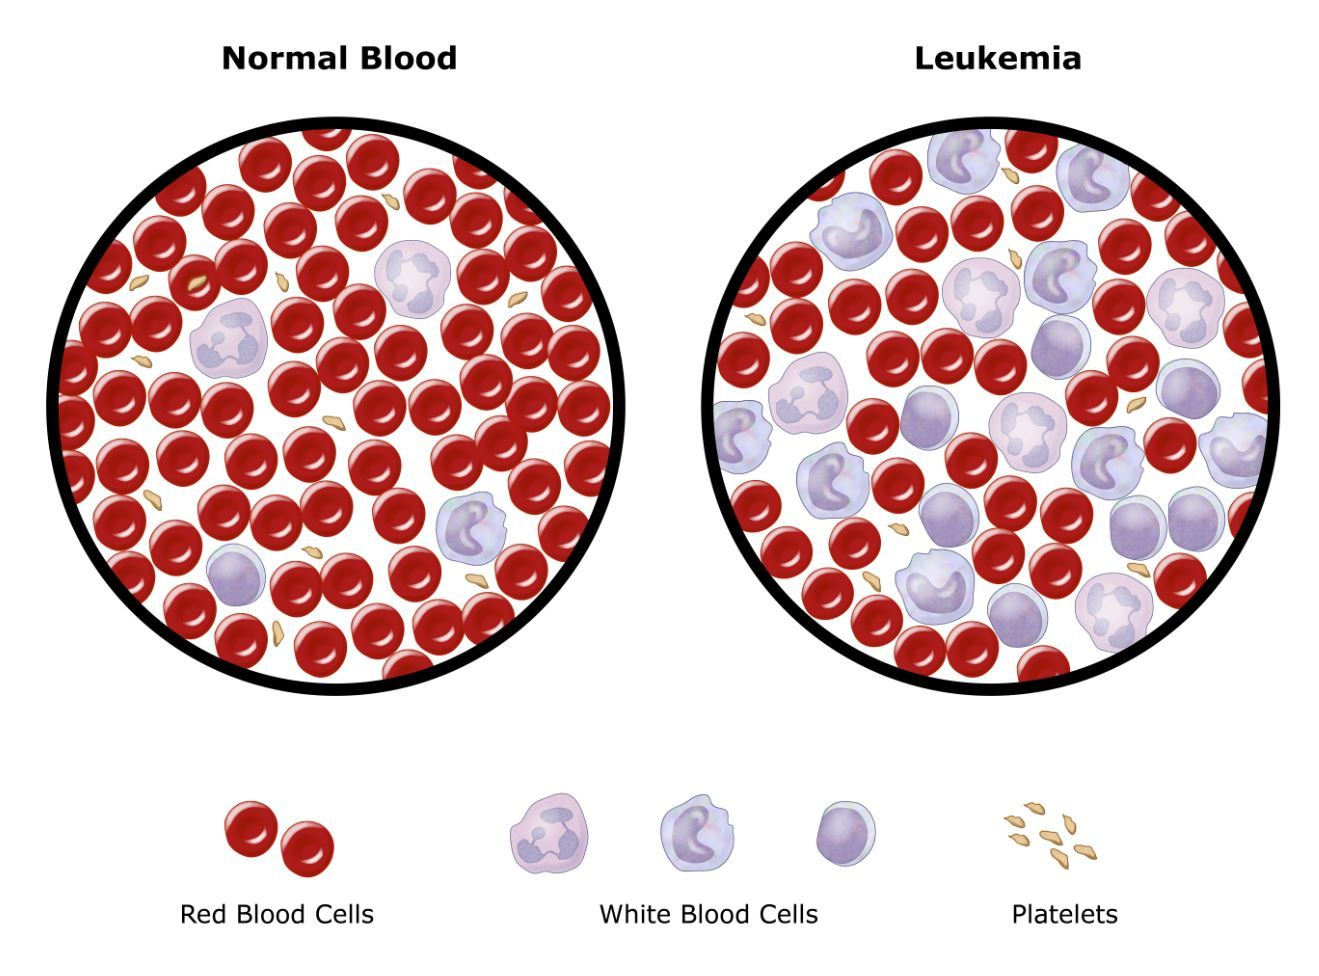 Normal Blood
Leukemia
Red Blood Cells
White Blood Cells
Platelets